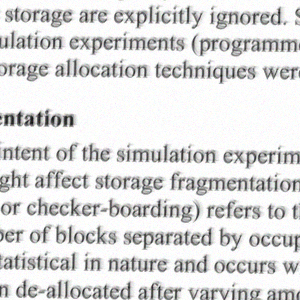 storage are explicitly ignored. S
ulation experiments (programme
orage allocation techniques were
entation
intent of the simulation experim
ght affect storage fragmentation
or checker-boarding) refers to t
ber of blocks separated by occup
tatistical in nature and occurs w
n de-allocated after varying amo